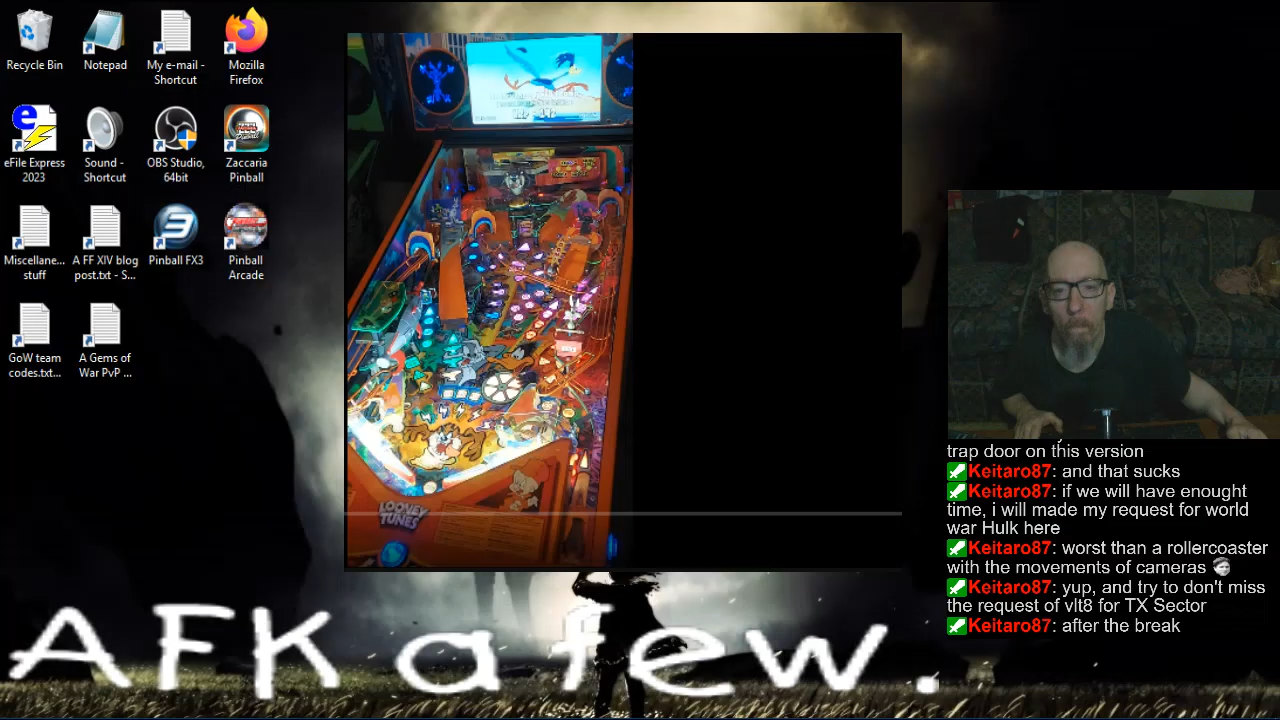 Recycle Bin
Notepad
My e-mail -
Shortcut
Mozilla
Firefox
eFile Express
2023
Sound -
Shortcut
OBS Studio,
64bit
Zaccaria
Pinball
Miscellane...
stuff
A FF XIV blog
post.txt - S...
Pinball FX3
Pinball
Arcade
GoW team
codes.txt...
A Gems of
War PvP ...
LOONEY
TUNES
AFK a few.
trap door on this version
Keitaro87: and that sucks
Keitaro87: if we will have enought
time, i will made my request for world
war Hulk here
Keitaro87: worst than a rollercoaster
with the movements of cameras
Keitaro87: yup, and try to don't miss
the request of vlt8 for TX Sector
Keitaro87: after the break